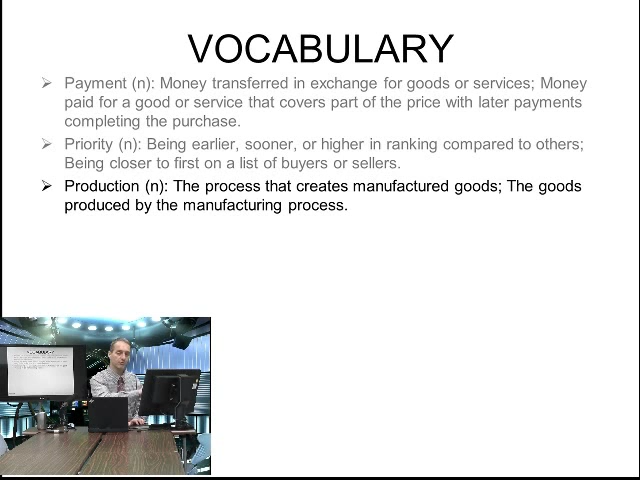 VOCABULARY
➢ Payment (n): Money transferred in exchange for goods or services; Money
paid for a good or service that covers part of the price with later payments
completing the purchase.
➢ Priority (n): Being earlier, sooner, or higher in ranking compared to others;
Being closer to first on a list of buyers or sellers.
➢ Production (n): The process that creates manufactured goods; The goods
produced by the manufacturing process.
VOCABULARY